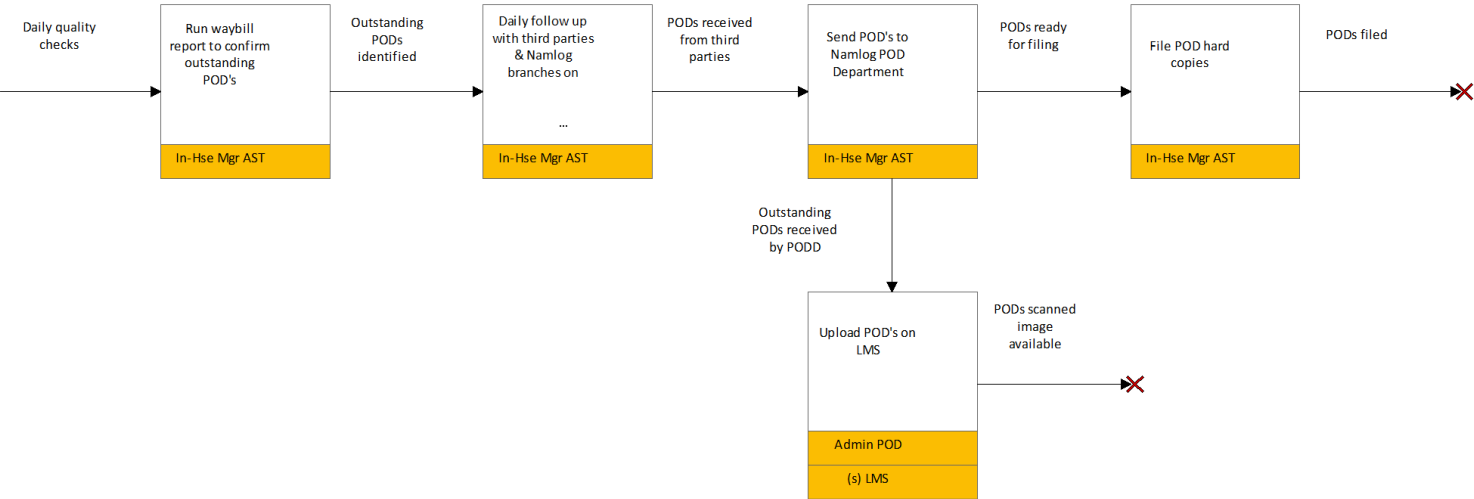 Daily quality
checks
Run waybill
report to confirm
outstanding
POD's
In-Hse Mgr AST
Outstanding
PODs
identified
Daily follow up
with third parties
& Namlog
branches on
...
In-Hse Mgr AST
PODs received
from third
parties
Send POD's to
Namlog POD
Department
In-Hse Mgr AST
PODs ready
for filing
File POD hard
copies
In-Hse Mgr AST
PODs filed
Outstanding
PODs received
by PODD
Upload POD's on
LMS
Admin POD
(s) LMS
PODs scanned
image
available